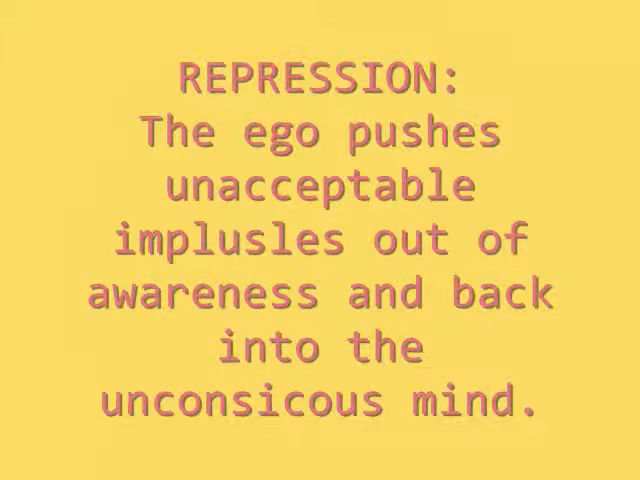 REPRESSION:
The ego pushes
unacceptable
implusles out of
awareness and back
into the
unconsicous mind.